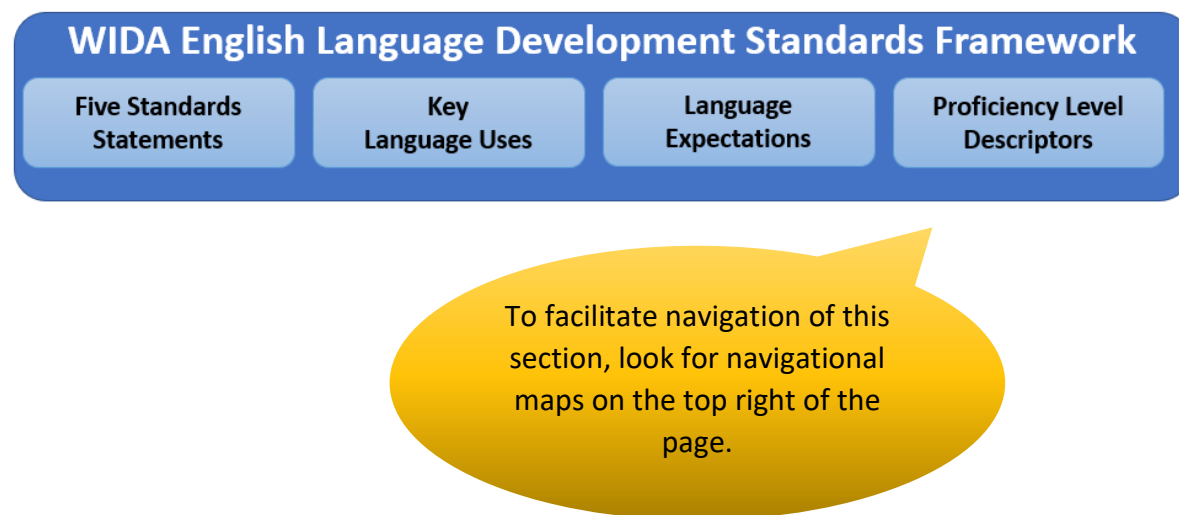 WIDA English Language Development Standards Framework
Five Standards
Statements
Key
Language Uses
Language
Expectations
Proficiency Level
Descriptors
To facilitate navigation of this
section, look for navigational
maps on the top right of the
page.